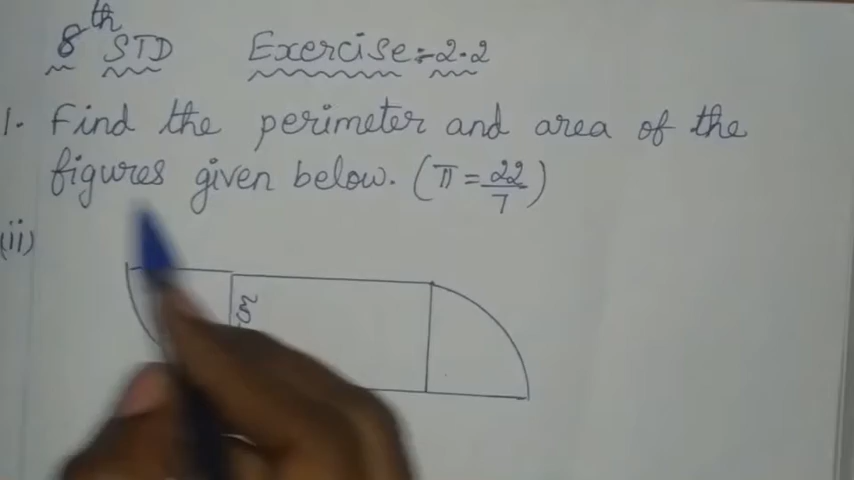 8th STD Exercise:-2.2
1. Find the perimeter and area of the
figures given below. (π = 22/7)
(ii)